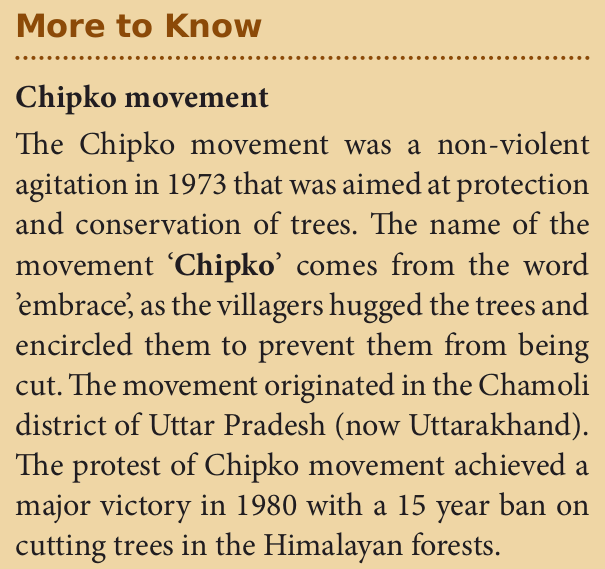 More to Know
Chipko movement
The Chipko movement was a non-violent
agitation in 1973 that was aimed at protection
and conservation of trees. The name of the
movement ‘Chipko’ comes from the word
’embrace’, as the villagers hugged the trees and
encircled them to prevent them from being
cut. The movement originated in the Chamoli
district of Uttar Pradesh (now Uttarakhand).
The protest of Chipko movement achieved a
major victory in 1980 with a 15 year ban on
cutting trees in the Himalayan forests.